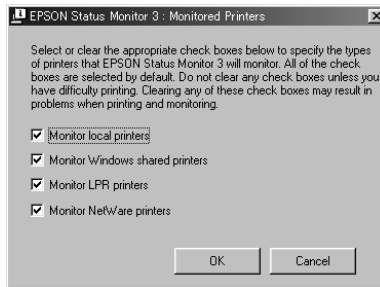 EPSON Status Monitor 3 : Monitored Printers
Select or clear the appropriate check boxes below to specify the types
of printers that EPSON Status Monitor 3 will monitor. All of the check
boxes are selected by default. Do not clear any check boxes unless you
have difficulty printing. Clearing any of these check boxes may result in
problems when printing and monitoring.
Monitor local printers
Monitor Windows shared printers
Monitor LPR printers
Monitor NetWare printers
OK
Cancel